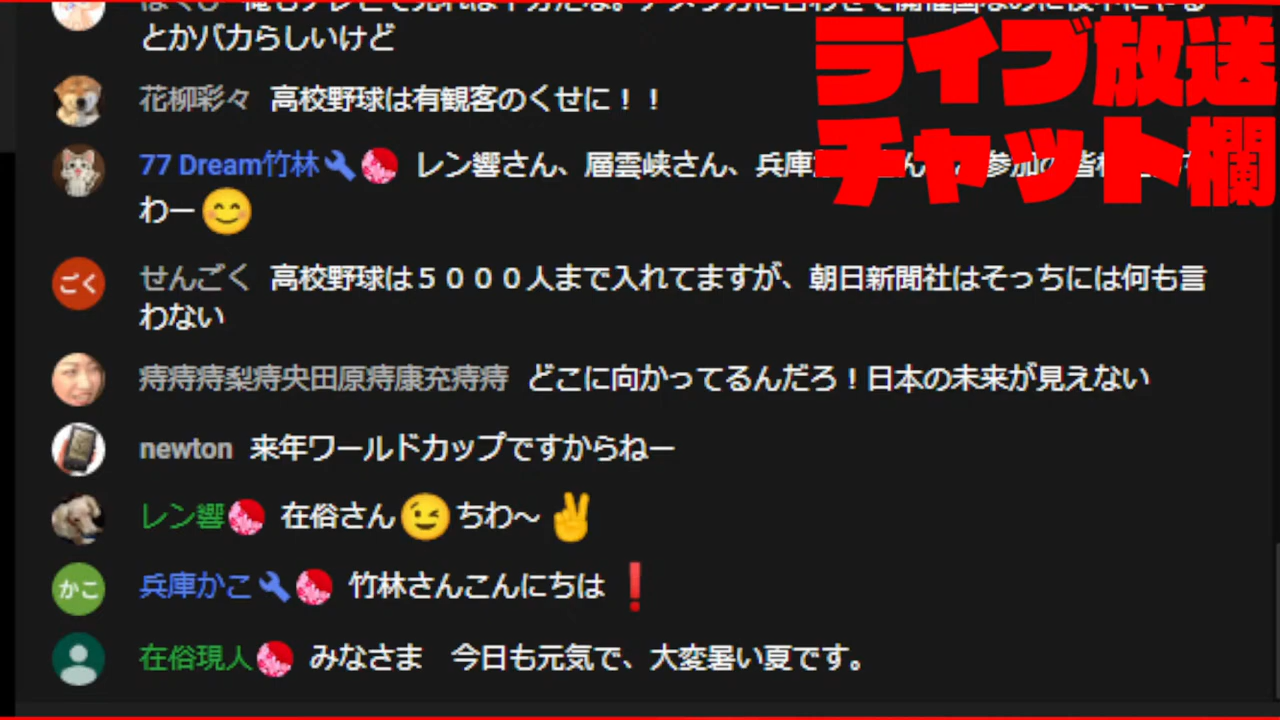 とかバカらしいけど
ライブ放送
チャット欄
花柳彩々 高校野球は有観客のくせに！！
77 Dream竹林 レン響さん、層雲峡さん、兵庫
わー😊
ごく せんごく 高校野球は５０００人まで入れてますが、朝日新聞社はそっちには何も言
わない
痔痔痔梨痔央田原痔康充痔痔 どこに向かってるんだろ！日本の未来が見えない
newton 来年ワールドカップですからねー
レン響 在俗さん😉ちわ〜✌
かこ 兵庫かこ 竹林さんこんにちは❗
在俗現人 みなさま　今日も元気で、大変暑い夏です。